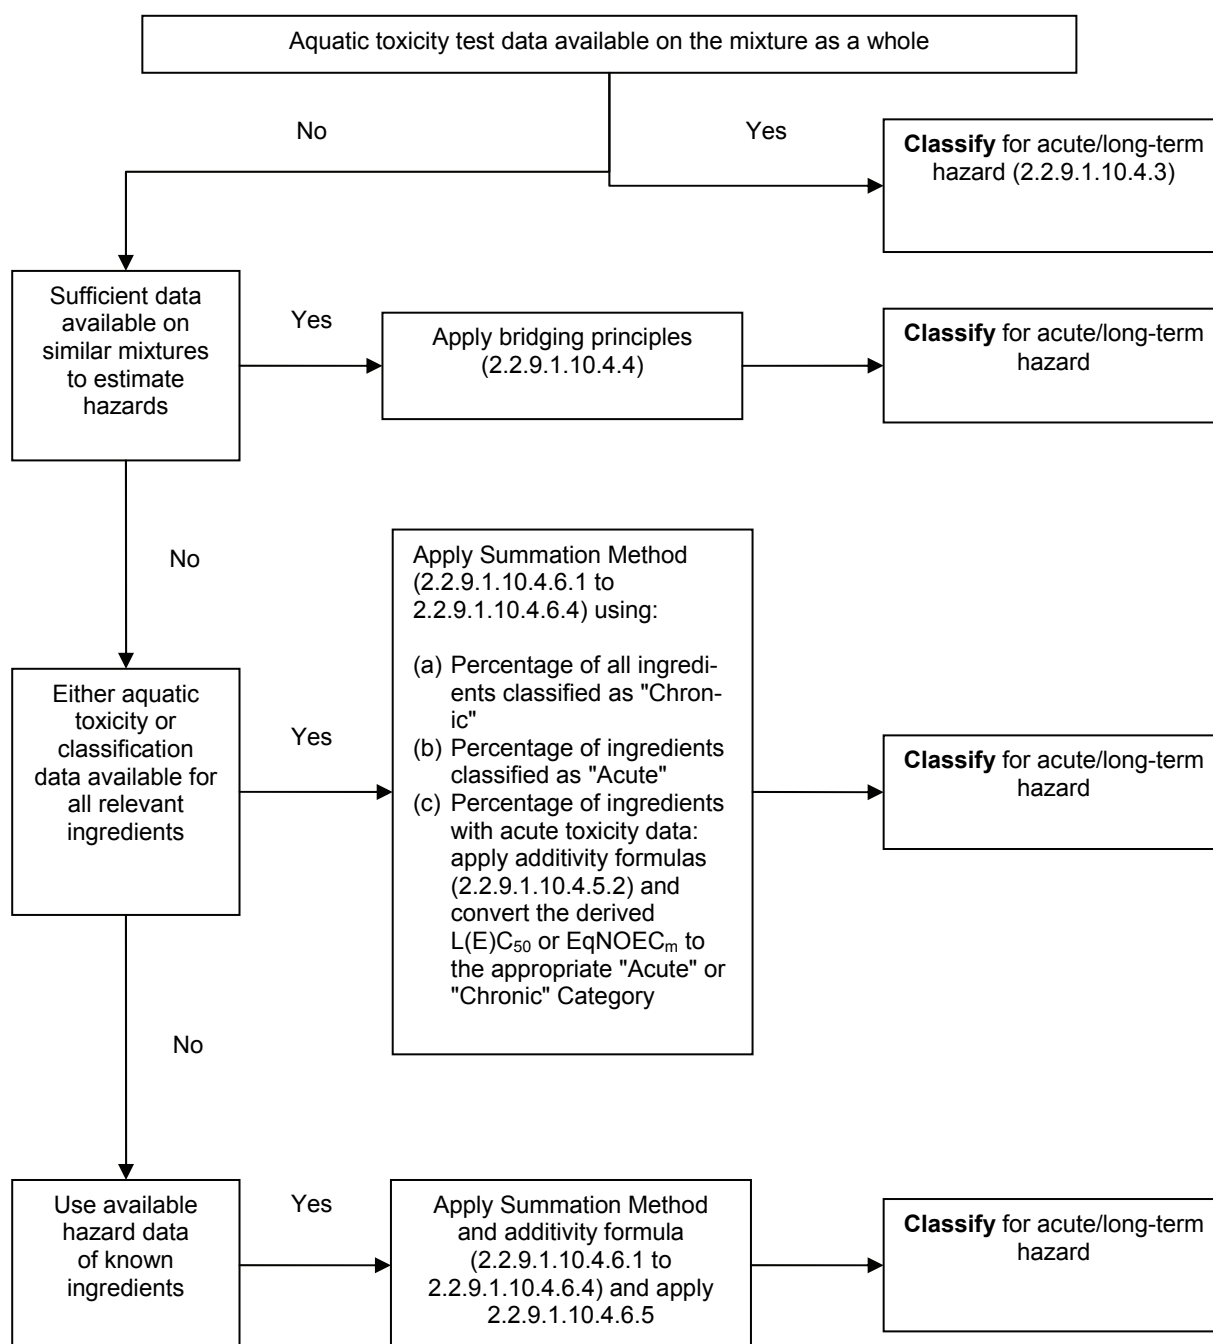 Aquatic toxicity test data available on the mixture as a whole
No
Yes
Classify for acute/long-term
hazard (2.2.9.1.10.4.3)
Sufficient data
available on
similar mixtures
to estimate
hazards
Yes
Apply bridging principles
(2.2.9.1.10.4.4)
Classify for acute/long-term
hazard
No
Either aquatic
toxicity or
classification
data available for
all relevant
ingredients
Yes
Apply Summation Method
(2.2.9.1.10.4.6.1 to
2.2.9.1.10.4.6.4) using:
(a) Percentage of all ingredi-
ents classified as "Chron-
ic"
(b) Percentage of ingredients
classified as "Acute"
(c) Percentage of ingredients
with acute toxicity data:
apply additivity formulas
(2.2.9.1.10.4.5.2) and
convert the derived
L(E)C₅₀ or EqNOECₘ to
the appropriate "Acute" or
"Chronic" Category
Classify for acute/long-term
hazard
No
Use available
hazard data
of known
ingredients
Yes
Apply Summation Method
and additivity formula
(2.2.9.1.10.4.6.1 to
2.2.9.1.10.4.6.4) and apply
2.2.9.1.10.4.6.5
Classify for acute/long-term
hazard